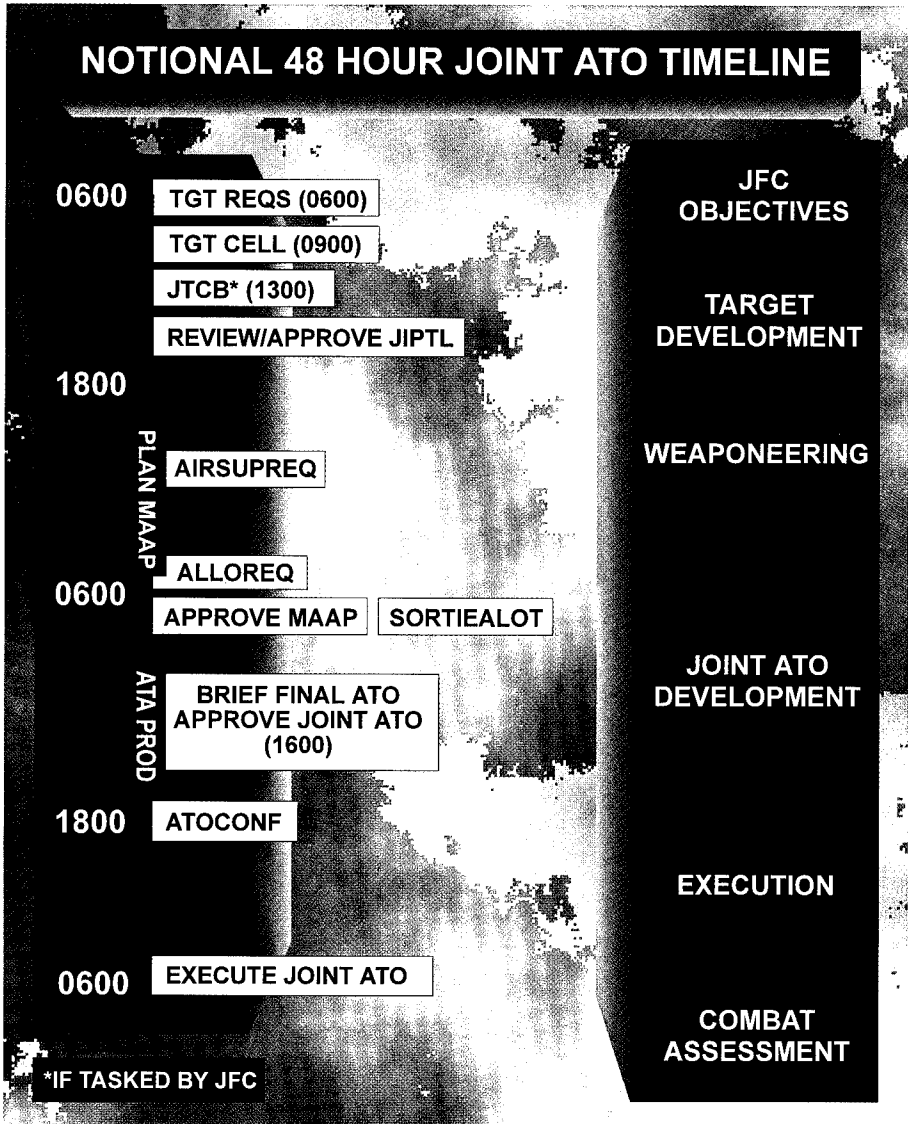 NOTIONAL 48 HOUR JOINT ATO TIMELINE
0600
TGT REQS (0600)
TGT CELL (0900)
JTCB* (1300)
REVIEW/APPROVE JIPTL
1800
PLAN MAAP
AIRSUPREQ
ALLOREQ
0600
APPROVE MAAP
SORTIEALOT
ATA PROD
BRIEF FINAL ATO
APPROVE JOINT ATO
(1600)
1800
ATOCONF
0600
EXECUTE JOINT ATO
*IF TASKED BY JFC
JFC
OBJECTIVES
TARGET
DEVELOPMENT
WEAPONEERING
JOINT ATO
DEVELOPMENT
EXECUTION
COMBAT
ASSESSMENT